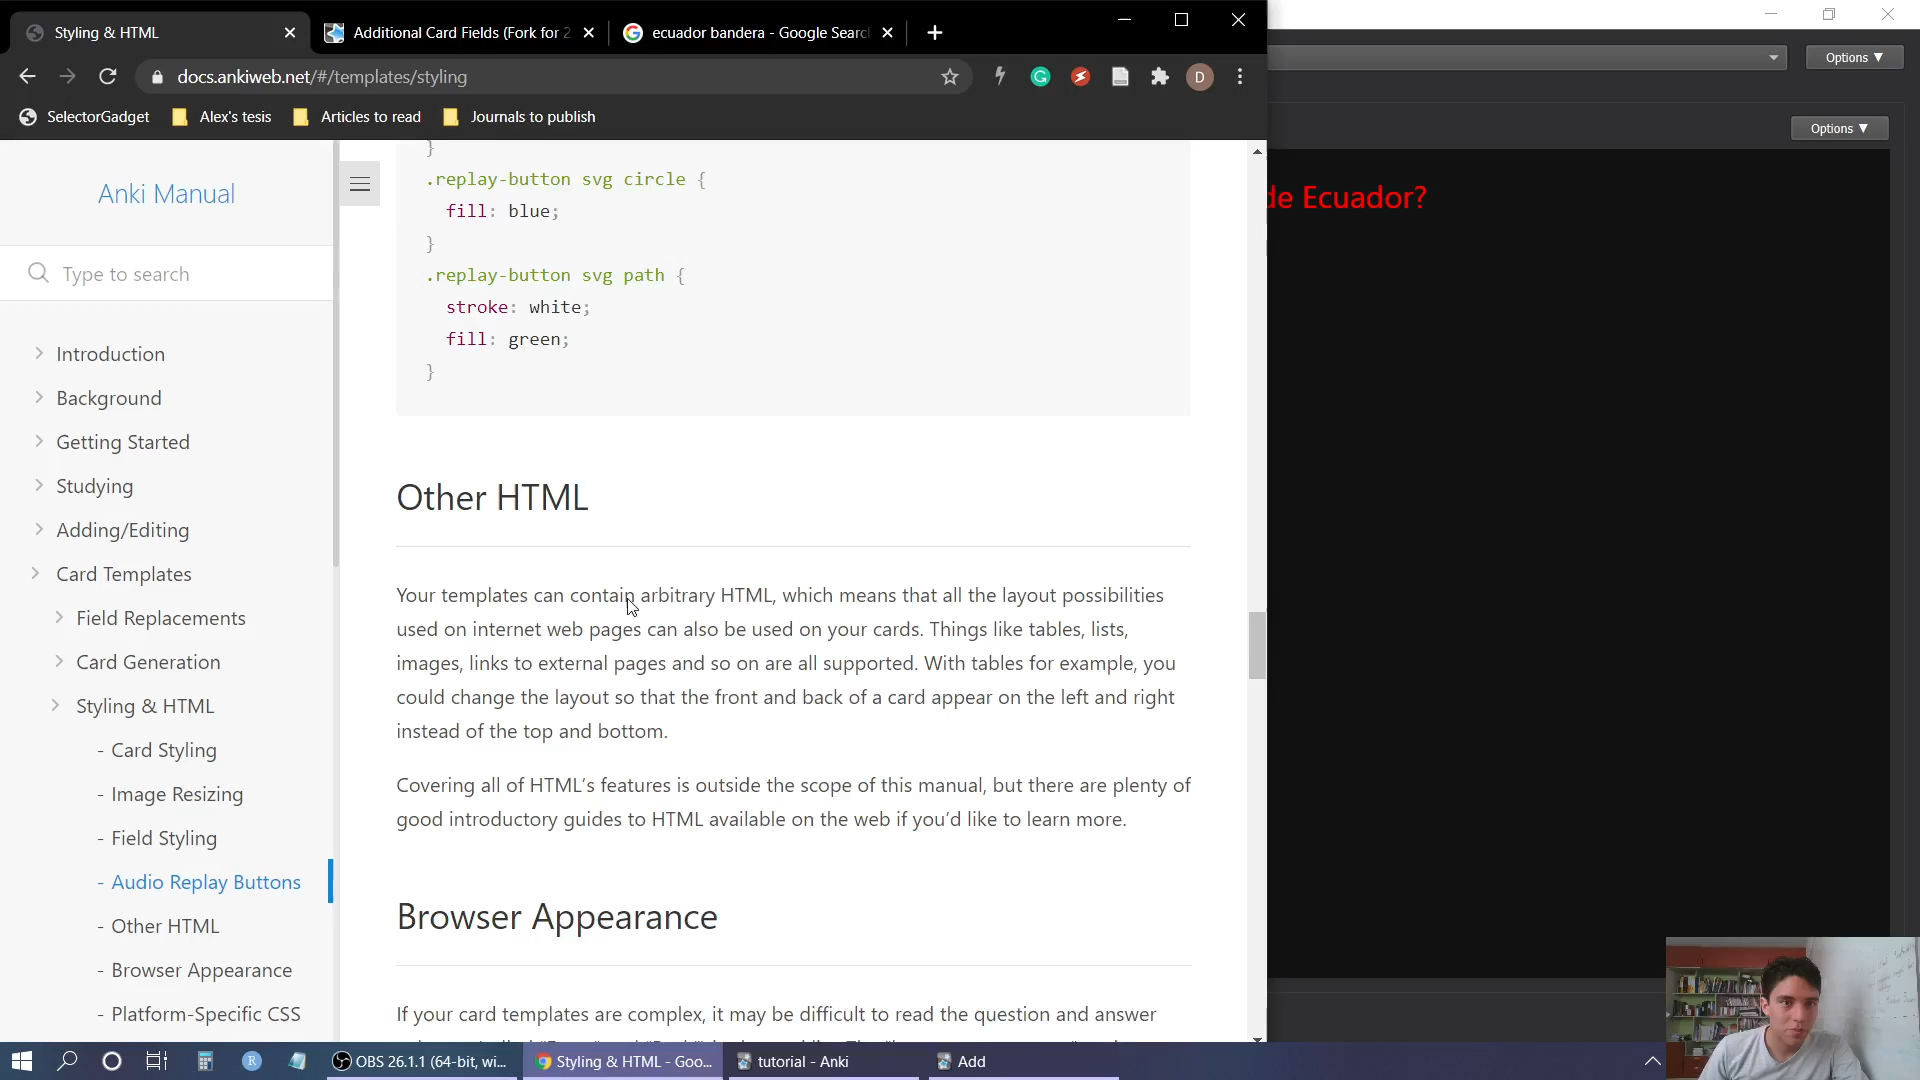 Styling & HTML
Additional Card Fields (Fork for 2
ecuador bandera - Google Search
docs.ankiweb.net/#/templates/styling
D
SelectorGadget
Alex's tesis
Articles to read
Journals to publish
Options ▼
Options ▼
de Ecuador?
Anki Manual
Type to search
Introduction
Background
Getting Started
Studying
Adding/Editing
Card Templates
Field Replacements
Card Generation
Styling & HTML
- Card Styling
- Image Resizing
- Field Styling
- Audio Replay Buttons
- Other HTML
- Browser Appearance
- Platform-Specific CSS
}
.replay-button svg circle {
fill: blue;
}
.replay-button svg path {
stroke: white;
fill: green;
}
Other HTML
Your templates can contain arbitrary HTML, which means that all the layout possibilities
used on internet web pages can also be used on your cards. Things like tables, lists,
images, links to external pages and so on are all supported. With tables for example, you
could change the layout so that the front and back of a card appear on the left and right
instead of the top and bottom.
Covering all of HTML’s features is outside the scope of this manual, but there are plenty of
good introductory guides to HTML available on the web if you’d like to learn more.
Browser Appearance
If your card templates are complex, it may be difficult to read the question and answer
R
OBS 26.1.1 (64-bit, wi...
Styling & HTML - Goo...
tutorial - Anki
Add